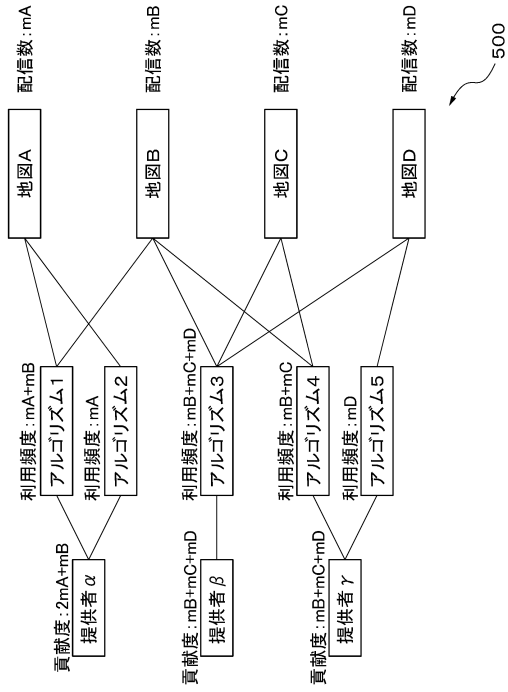 配信数：mA
配信数：mB
配信数：mC
配信数：mD
地図A
地図B
地図C
地図D
500
利用頻度：mA+mB
アルゴリズム1
利用頻度：mA
アルゴリズム2
利用頻度：mB+mC+mD
アルゴリズム3
利用頻度：mB+mC
アルゴリズム4
利用頻度：mD
アルゴリズム5
貢献度：2mA+mB
提供者α
貢献度：mB+mC+mD
提供者β
貢献度：mB+mC+mD
提供者γ